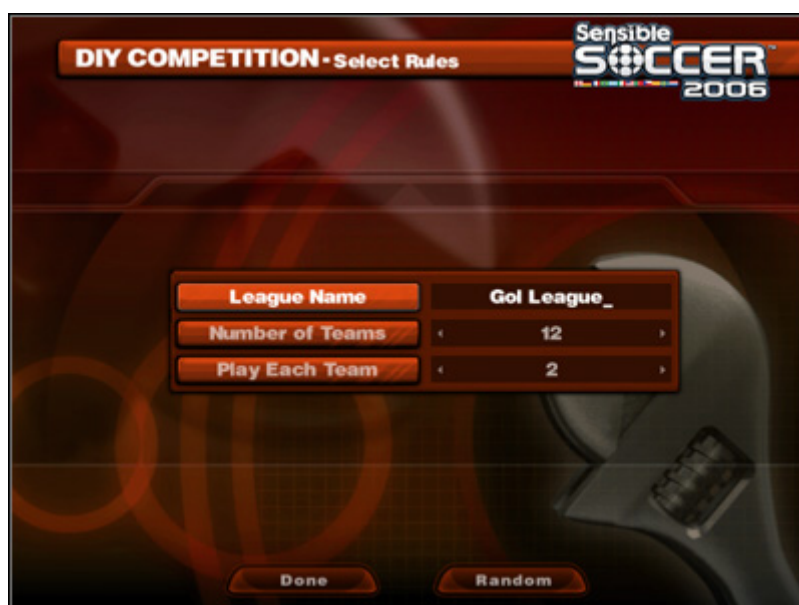 DIY COMPETITION - Select Rules
Sensible
SOCCER™
2006
League Name Gol League_
Number of Teams 12
Play Each Team 2
Done Random